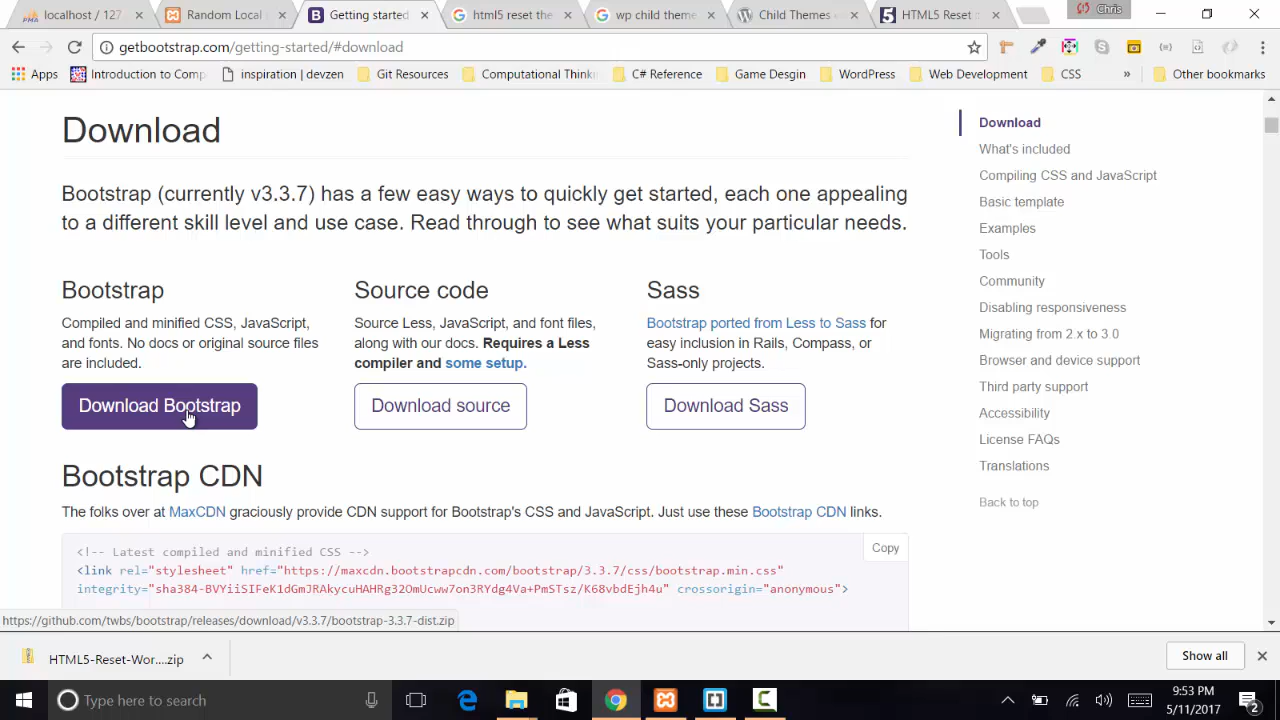 localhost / 127
Random Local
Getting started
html5 reset the
wp child theme
Child Themes
HTML5 Reset
Chris
getbootstrap.com/getting-started/#download
Apps
Introduction to Comp
inspiration | devzen
Git Resources
Computational Think
C# Reference
Game Desgin
WordPress
Web Development
CSS
»
Other bookmarks
Download
Bootstrap (currently v3.3.7) has a few easy ways to quickly get started, each one appealing
to a different skill level and use case. Read through to see what suits your particular needs.
Bootstrap
Compiled and minified CSS, JavaScript,
and fonts. No docs or original source files
are included.
Download Bootstrap
Source code
Source Less, JavaScript, and font files,
along with our docs. Requires a Less
compiler and some setup.
Download source
Sass
Bootstrap ported from Less to Sass for
easy inclusion in Rails, Compass, or
Sass-only projects.
Download Sass
Bootstrap CDN
The folks over at MaxCDN graciously provide CDN support for Bootstrap's CSS and JavaScript. Just use these Bootstrap CDN links.
Copy
<!-- Latest compiled and minified CSS -->
<link rel="stylesheet" href="https://maxcdn.bootstrapcdn.com/bootstrap/3.3.7/css/bootstrap.min.css"
integrity="sha384-BVYiiSIFeK1dGmJRAkycuHAHRg32OmUcww7on3RYdg4Va+PmSTsz/K68vbdEjh4u" crossorigin="anonymous">
Download
What's included
Compiling CSS and JavaScript
Basic template
Examples
Tools
Community
Disabling responsiveness
Migrating from 2.x to 3.0
Browser and device support
Third party support
Accessibility
License FAQs
Translations
Back to top
https://github.com/twbs/bootstrap/releases/download/v3.3.7/bootstrap-3.3.7-dist.zip
HTML5-Reset-Wor....zip
Show all
Type here to search
9:53 PM
5/11/2017
2